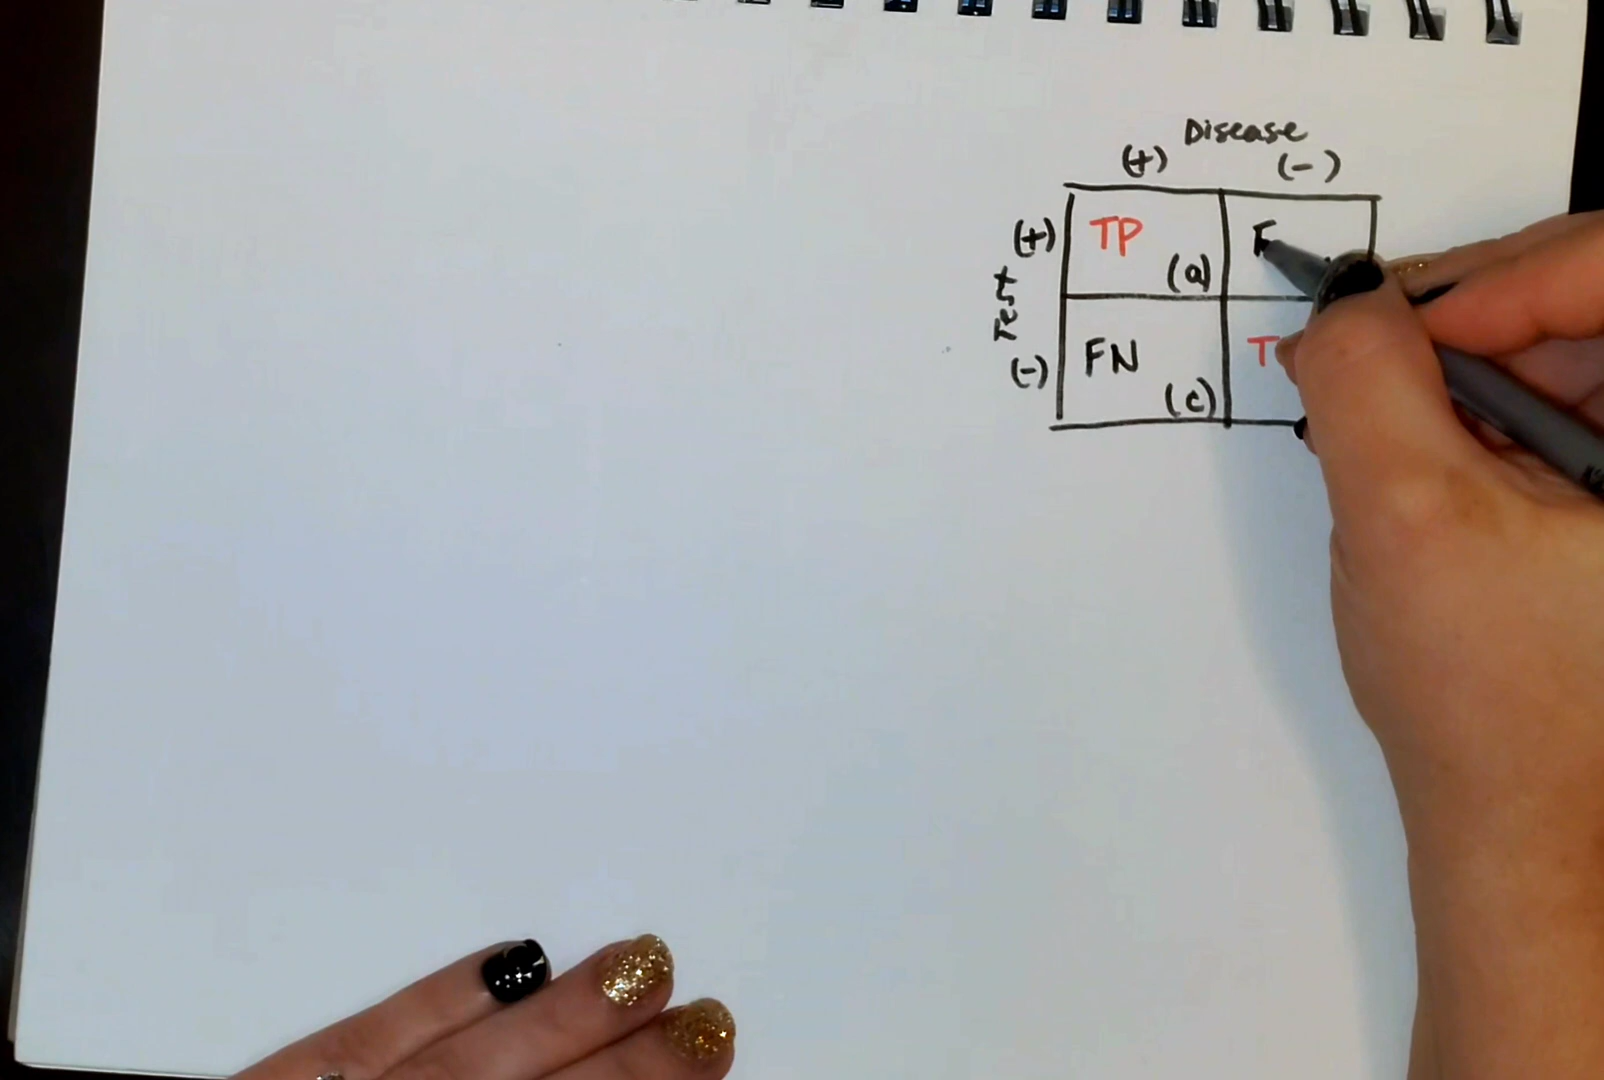 Disease
(+) (-)
(+) TP (a) F
Test
(-) FN (c) T